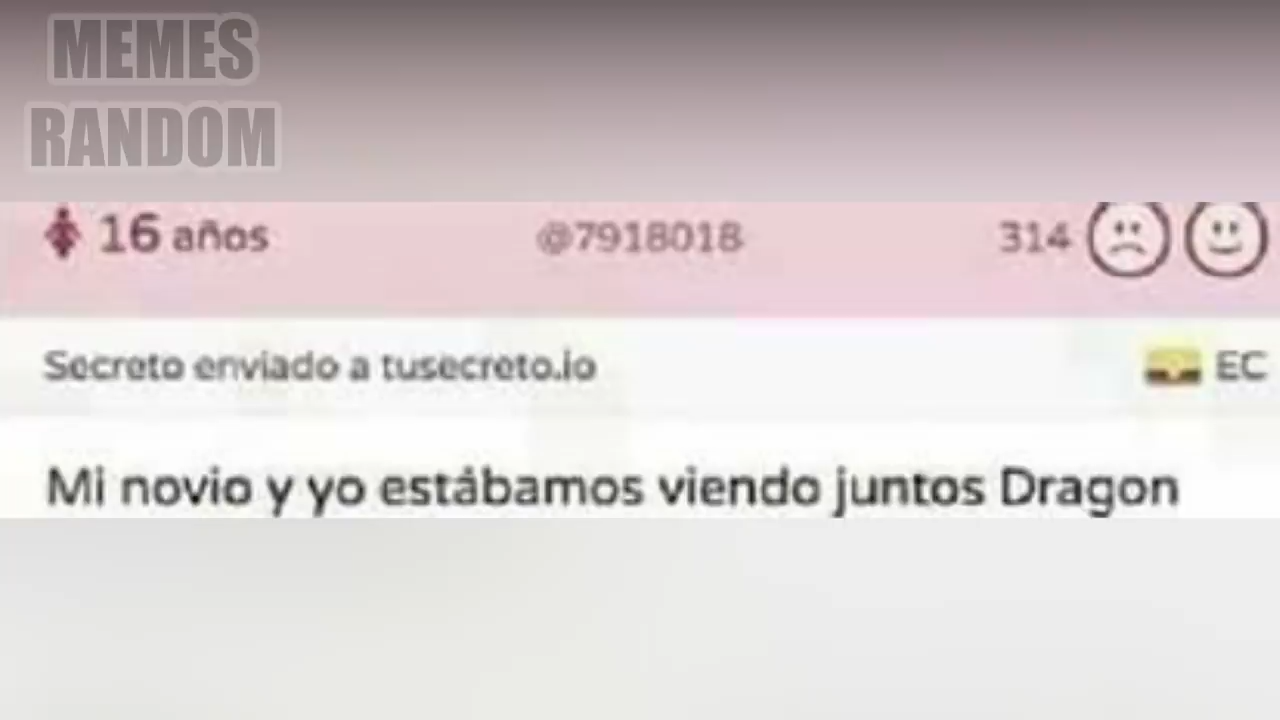 MEMES
RANDOM
16 años @7918018 314
Secreto enviado a tusecreto.io EC
Mi novio y yo estábamos viendo juntos Dragon